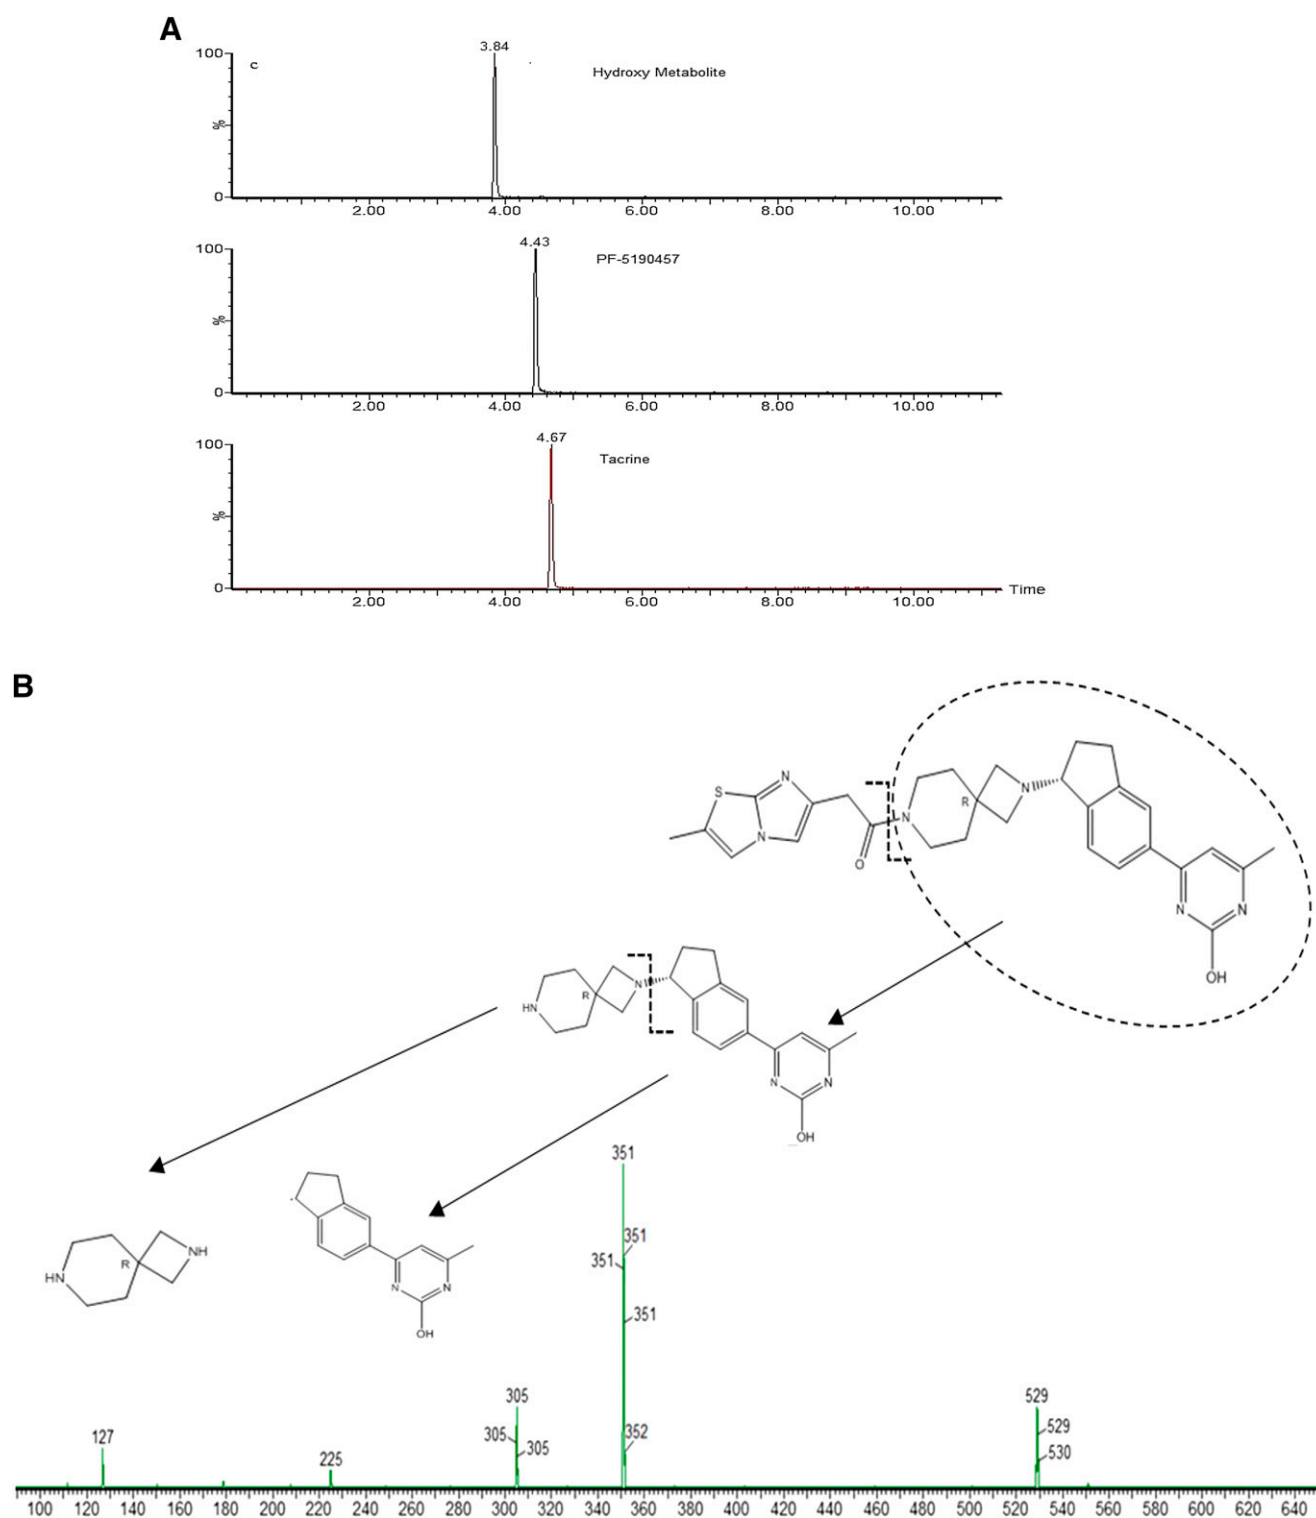 A
100
3.84
c
Hydroxy Metabolite
%
0
2.00 4.00 6.00 8.00 10.00
100
4.43
PF-5190457
%
0
2.00 4.00 6.00 8.00 10.00
100
4.67
Tacrine
%
0
Time
2.00 4.00 6.00 8.00 10.00
B
S
N
N
O
N
R
N
N
N
OH
HN
R
N
N
N
OH
HN
R
NH
N
N
OH
351
351
351
351
352
305
305
305
127
225
529
529
530
100 120 140 160 180 200 220 240 260 280 300 320 340 360 380 400 420 440 460 480 500 520 540 560 580 600 620 640